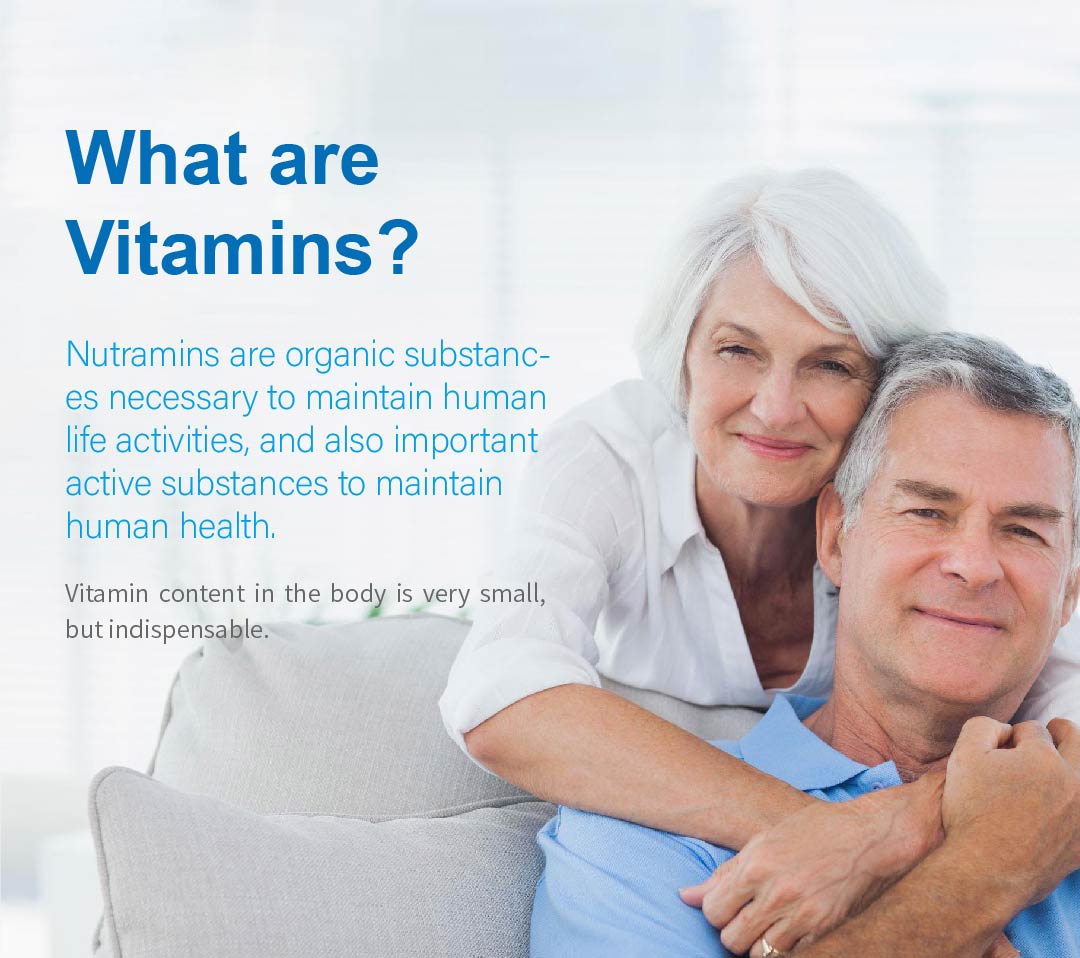 What are
Vitamins?
Nutramins are organic substanc-
es necessary to maintain human
life activities, and also important
active substances to maintain
human health.
Vitamin content in the body is very small,
but indispensable.